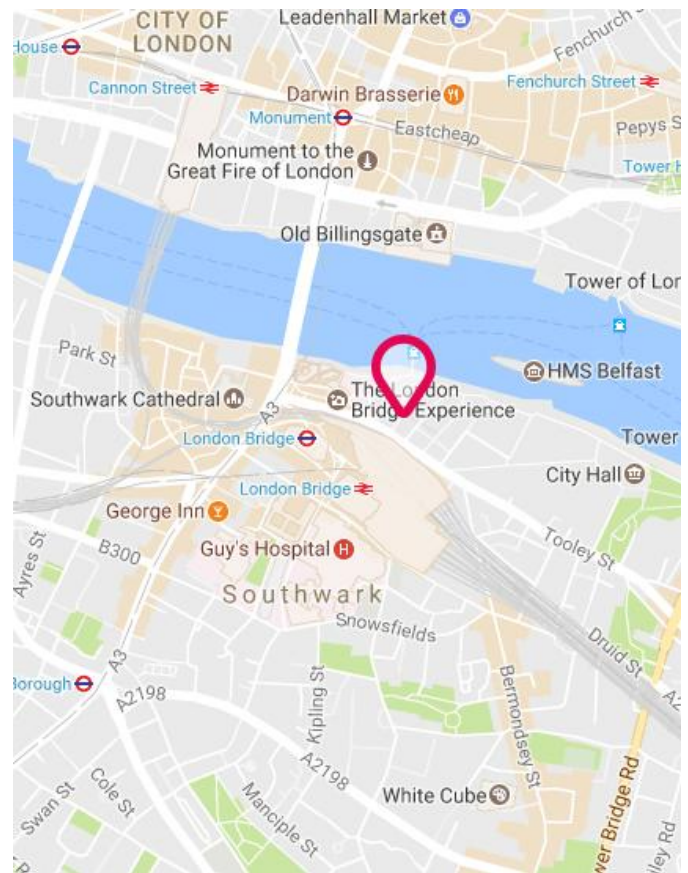 CITY OF
LONDON
Leadenhall Market
House
Fenchurch
Cannon Street
Darwin Brasserie
Fenchurch Street
Monument
Eastcheap
Pepys S
Monument to the
Great Fire of London
Tower H
Old Billingsgate
Tower of Lon
Park St
HMS Belfast
Southwark Cathedral
The London
Bridge Experience
A3
London Bridge
Tower
City Hall
London Bridge
George Inn
Tooley St
B300
Guy's Hospital
Ayres St
Southwark
Snowsfields
Druid St
A3
Borough
A2198
Kipling St
Bermondsey St
A2
A2198
Cole St
Swan St
Manciple St
White Cube
wer Bridge Rd
ley Rd